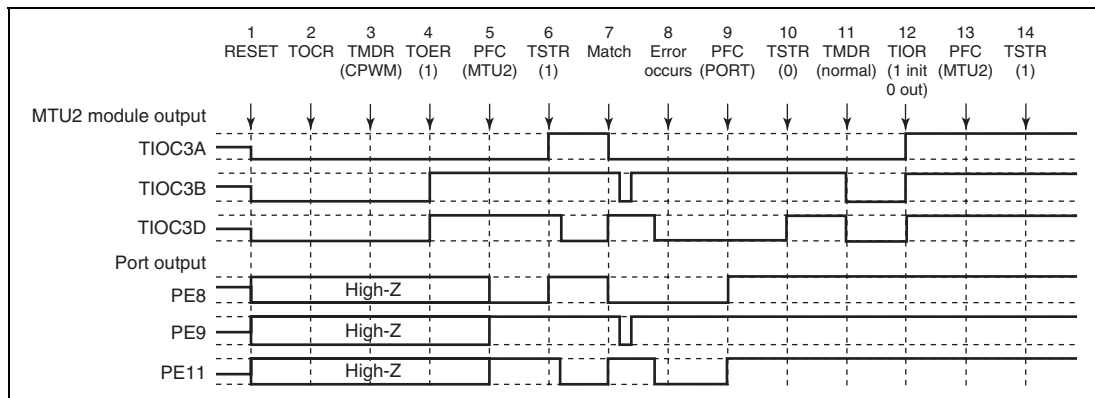 1 2 3 4 5 6 7 8 9 10 11 12 13 14
RESET TOCR TMDR TOER PFC TSTR Match Error PFC TSTR TMDR TIOR PFC TSTR
(CPWM) (1) (MTU2) (1) occurs (PORT) (0) (normal) (1 init (MTU2) (1)
0 out)
MTU2 module output
TIOC3A
TIOC3B
TIOC3D
Port output
PE8 High-Z
PE9 High-Z
PE11 High-Z